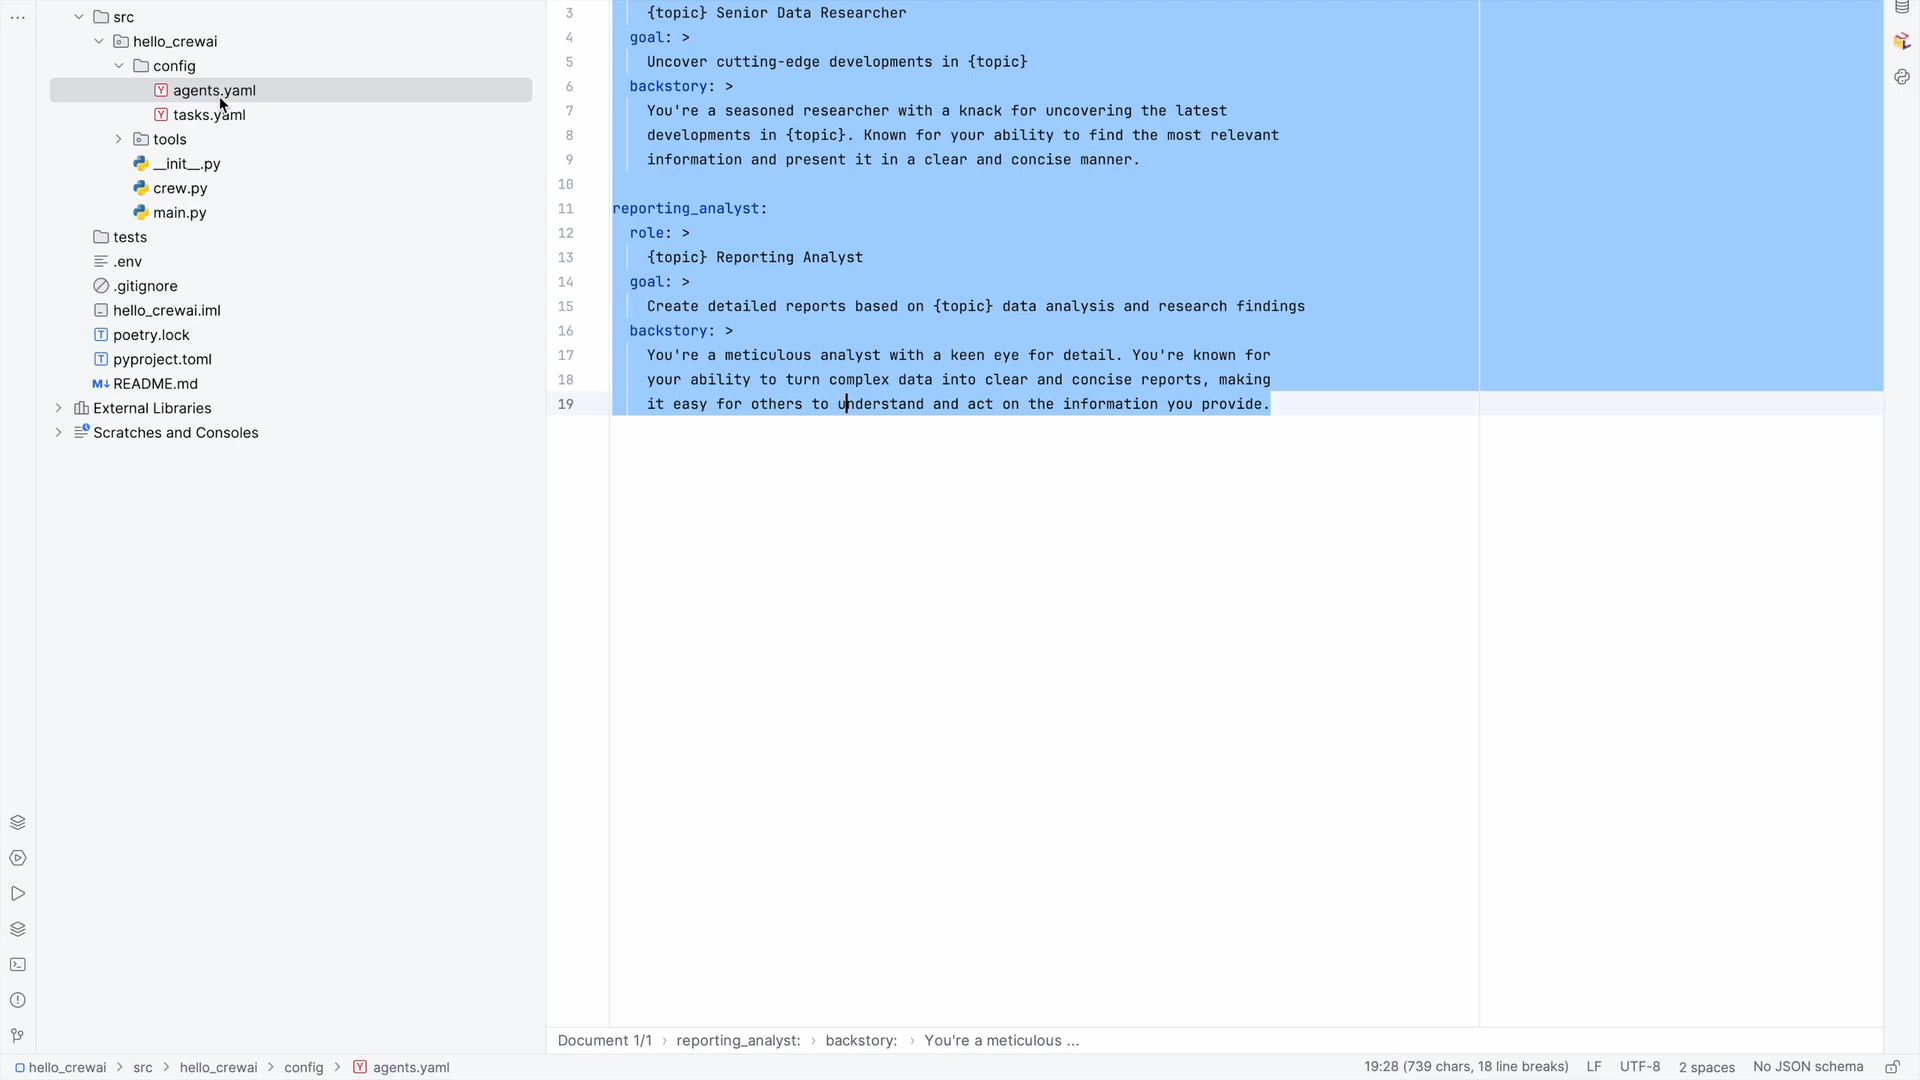 src
hello_crewai
config
agents.yaml
tasks.yaml
tools
__init__.py
crew.py
main.py
tests
.env
.gitignore
hello_crewai.iml
poetry.lock
pyproject.toml
README.md
External Libraries
Scratches and Consoles
3 {topic} Senior Data Researcher
4 goal: >
5 Uncover cutting-edge developments in {topic}
6 backstory: >
7 You're a seasoned researcher with a knack for uncovering the latest
8 developments in {topic}. Known for your ability to find the most relevant
9 information and present it in a clear and concise manner.
10
11 reporting_analyst:
12 role: >
13 {topic} Reporting Analyst
14 goal: >
15 Create detailed reports based on {topic} data analysis and research findings
16 backstory: >
17 You're a meticulous analyst with a keen eye for detail. You're known for
18 your ability to turn complex data into clear and concise reports, making
19 it easy for others to understand and act on the information you provide.
Document 1/1 › reporting_analyst: › backstory: › You're a meticulous ...
hello_crewai > src > hello_crewai > config > agents.yaml
19:28 (739 chars, 18 line breaks) LF UTF-8 2 spaces No JSON schema